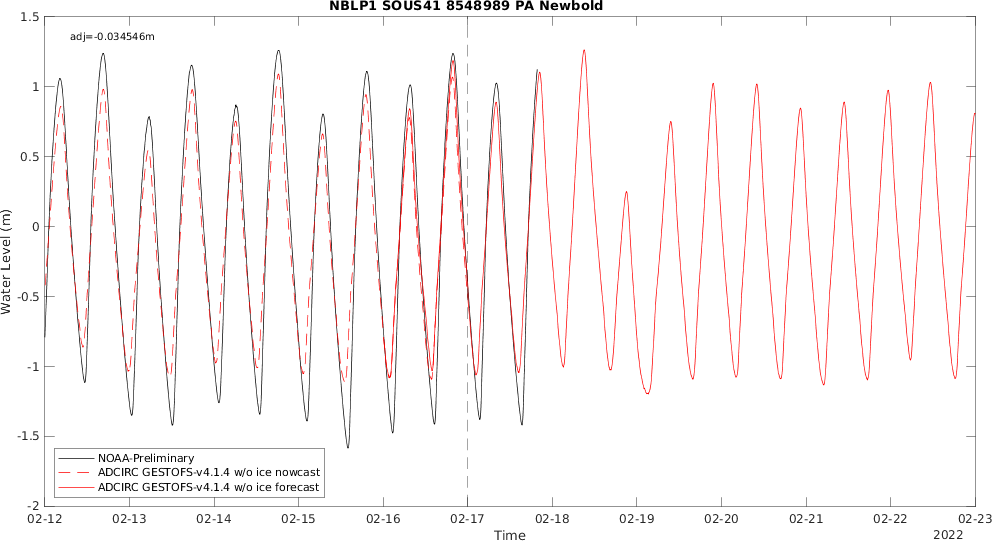 NBLP1 SOUS41 8548989 PA Newbold
adj=-0.034546m
1.5
1
0.5
0
-0.5
-1
-1.5
-2
Water Level (m)
NOAA-Preliminary
ADCIRC GESTOFS-v4.1.4 w/o ice nowcast
ADCIRC GESTOFS-v4.1.4 w/o ice forecast
02-12 02-13 02-14 02-15 02-16 02-17 02-18 02-19 02-20 02-21 02-22 02-23
Time
2022